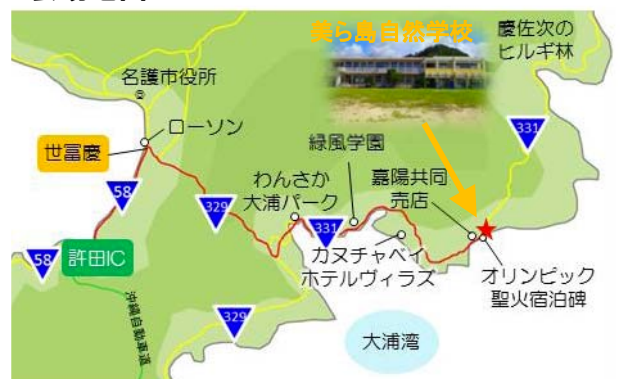 美ら島自然学校
慶佐次の
ヒルギ林
名護市役所
ローソン
世冨慶
331
緑風学園
58
わんさか
大浦パーク
嘉陽共同
売店
329
331
58
許田IC
カヌチャベイ
ホテルヴィラズ
オリンピック
聖火宿泊碑
沖縄自動車道
329
大浦湾